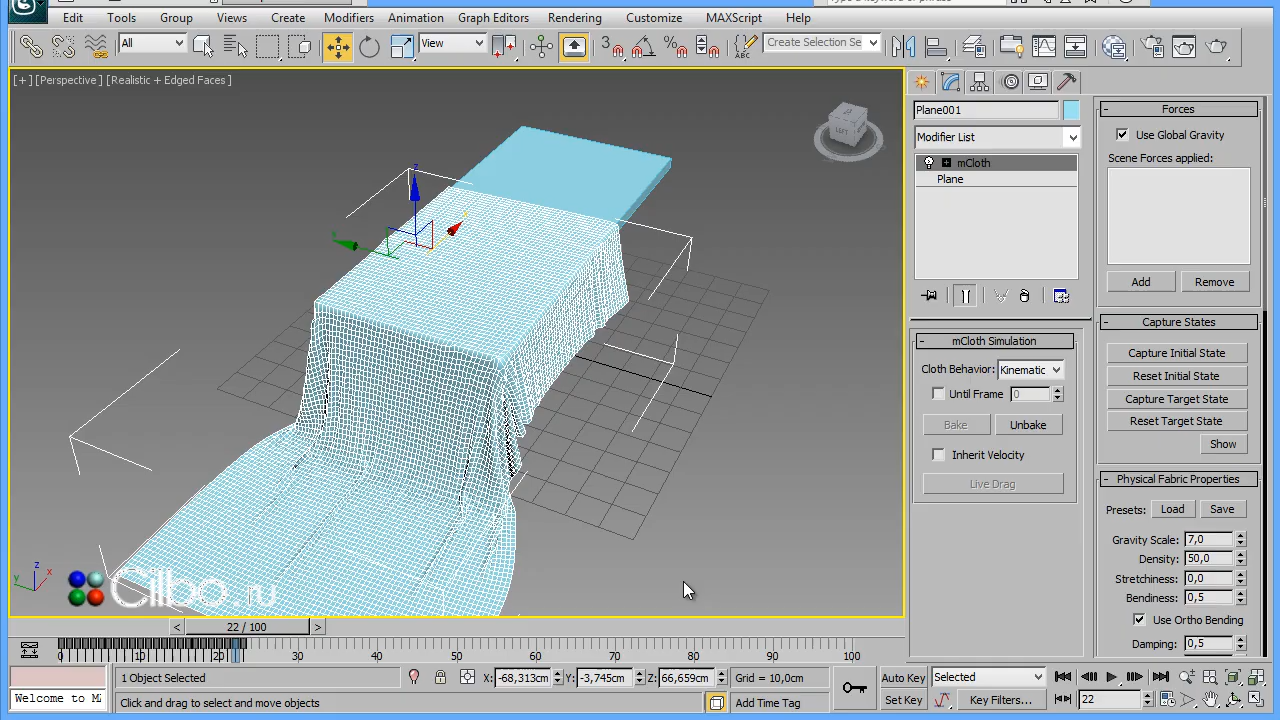 Edit Tools Group Views Create Modifiers Animation Graph Editors Rendering Customize MAXScript Help
All View 3 Create Selection Se
[+] [Perspective] [Realistic + Edged Faces]
LEFT
Plane001
Modifier List
mCloth
Plane
mCloth Simulation
Cloth Behavior: Kinematic
Until Frame 0
Bake Unbake
Inherit Velocity
Live Drag
Forces
Use Global Gravity
Scene Forces applied:
Add Remove
Capture States
Capture Initial State
Reset Initial State
Capture Target State
Reset Target State
Show
Physical Fabric Properties
Presets: Load Save
Gravity Scale: 7,0
Density: 50,0
Stretchiness: 0,0
Bendiness: 0,5
Use Ortho Bending
Damping: 0,5
z
y x
Cillbo.ru
< 22 / 100 >
0 10 20 30 40 50 60 70 80 90 100
1 Object Selected X: -68,313cm Y: -3,745cm Z: 66,659cm Grid = 10,0cm Auto Key Selected
Welcome to M Click and drag to select and move objects Add Time Tag Set Key Key Filters... 22